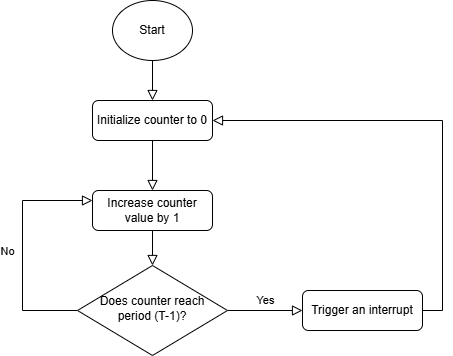 Start
Initialize counter to 0
Increase counter
value by 1
No
Does counter reach
period (T-1)?
Yes
Trigger an interrupt